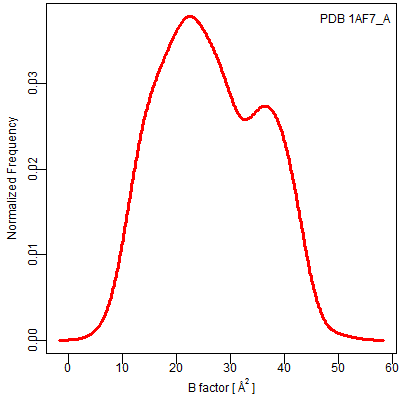 PDB 1AF7_A
Normalized Frequency
0.03
0.02
0.01
0.00
0 10 20 30 40 50 60
B factor [ Å² ]